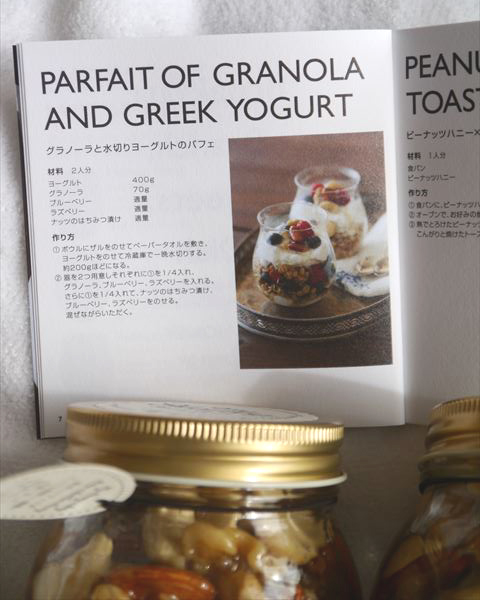 PARFAIT OF GRANOLA
AND GREEK YOGURT
グラノーラと水切りヨーグルトのパフェ
材料 2人分
ヨーグルト 400g
グラノーラ 70g
ブルーベリー 適量
ラズベリー 適量
ナッツのはちみつ漬け 適量
作り方
①ボウルにザルをのせてペーパータオルを敷き、
ヨーグルトをのせて冷蔵庫で一晩水切りする。
約200gほどになる。
②器を2つ用意しそれぞれに①を1/4入れ、
グラノーラ、ブルーベリー、ラズベリーを入れる。
さらに①を1/4入れて、ナッツのはちみつ漬け、
ブルーベリー、ラズベリーをのせる。
混ぜながらいただく。
7
PEANU
TOAS
ピーナッツハニー×
材料 1人分
食パン
ピーナッツハニー
作り方
①食パンに、ピーナッツハ
②オーブンで、お好みの焼
③熱でとろけたピーナッツ
こんがりと焼けたトース